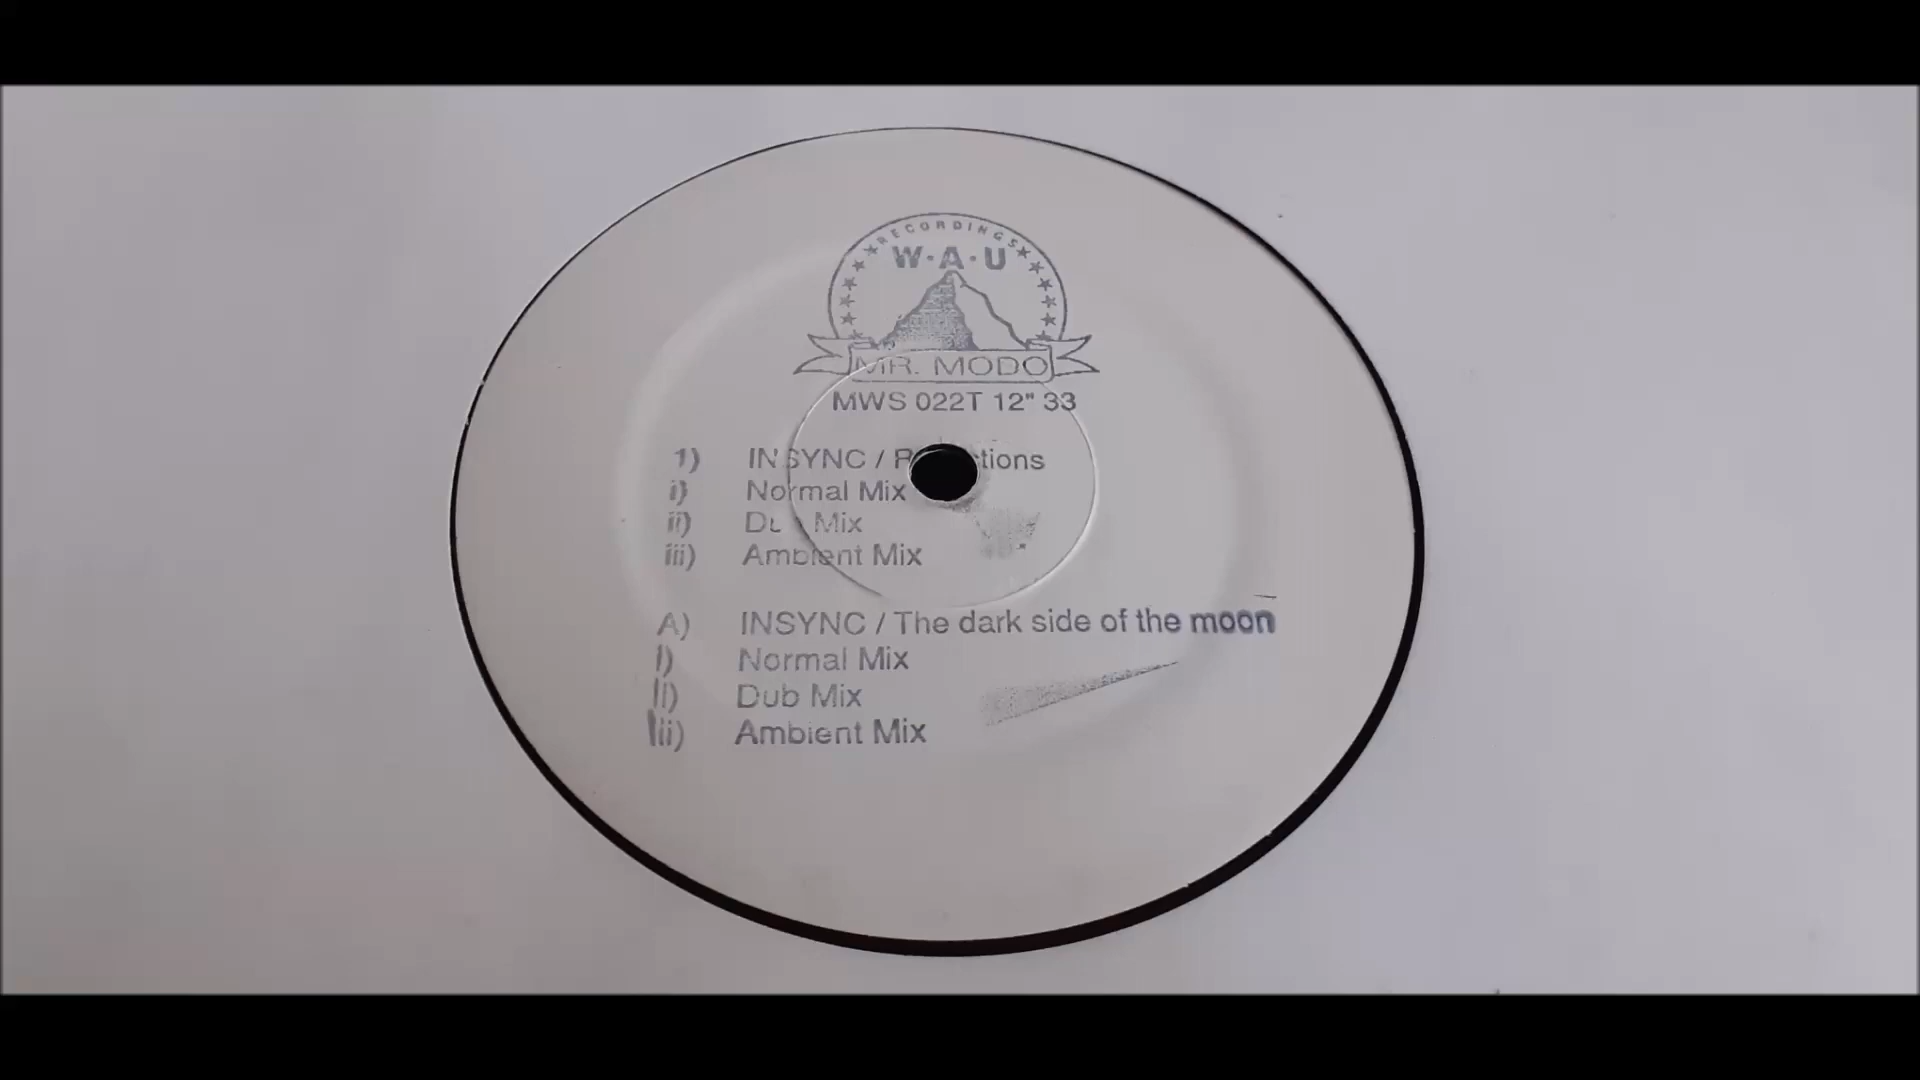 RECORDINGS
W·A·U
MR. MODO
MWS 022T 12" 33
1) INSYNC /
i) Normal Mix
ii) Dub Mix
iii) Ambient Mix
A) INSYNC / The dark side of the moon
i) Normal Mix
ii) Dub Mix
iii) Ambient Mix